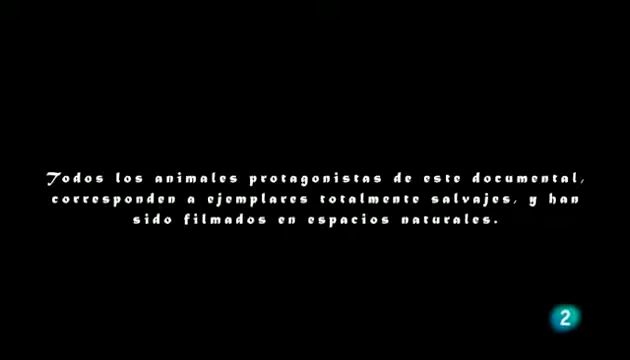 Todos los animales protagonistas de este documental,
corresponden a ejemplares totalmente salvajes, y han
sido filmados en espacios naturales.
2